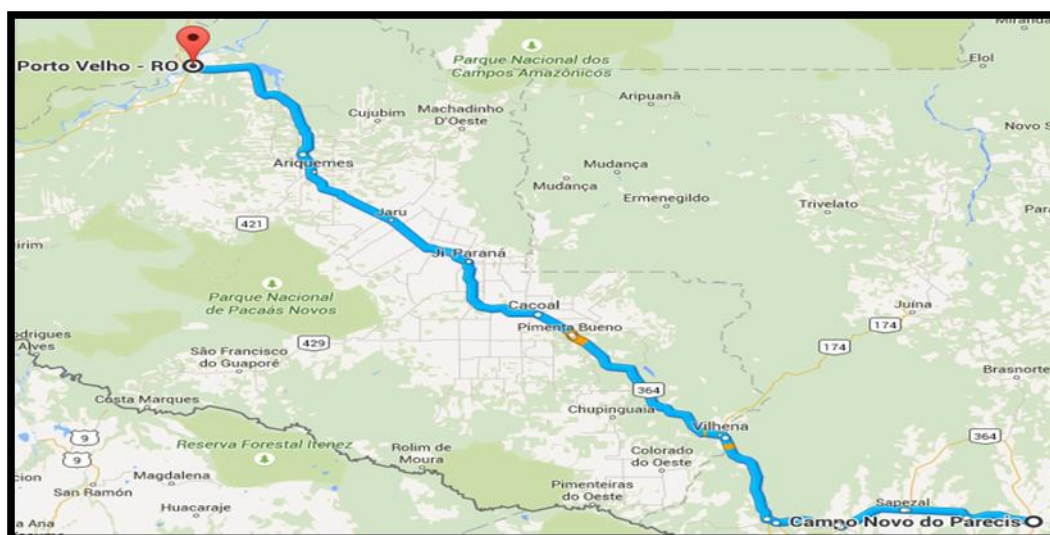 Porto Velho - RO
Parque Nacional dos
Campos Amazônicos
Elol
Aripuanã
Cujubim
Machadinho
D'Oeste
Ariquemes
Mudança
Mudança
Ermenegildo
Trivelato
421
Jaru
Ji-Paraná
Parque Nacional
de Pacaás Novos
Cacoal
Pimenta Bueno
Juína
174
174
429
São Francisco
do Guaporé
Alves
Brasnorte
364
Costa Marques
Chupinguaia
Vilhena
364
9
9
Reserva Forestal Itenez
Rolim de
Moura
Colorado
do Oeste
Magdalena
San Ramón
Huacaraje
Pimenteiras
do Oeste
Sapezal
Campo Novo do Parecis